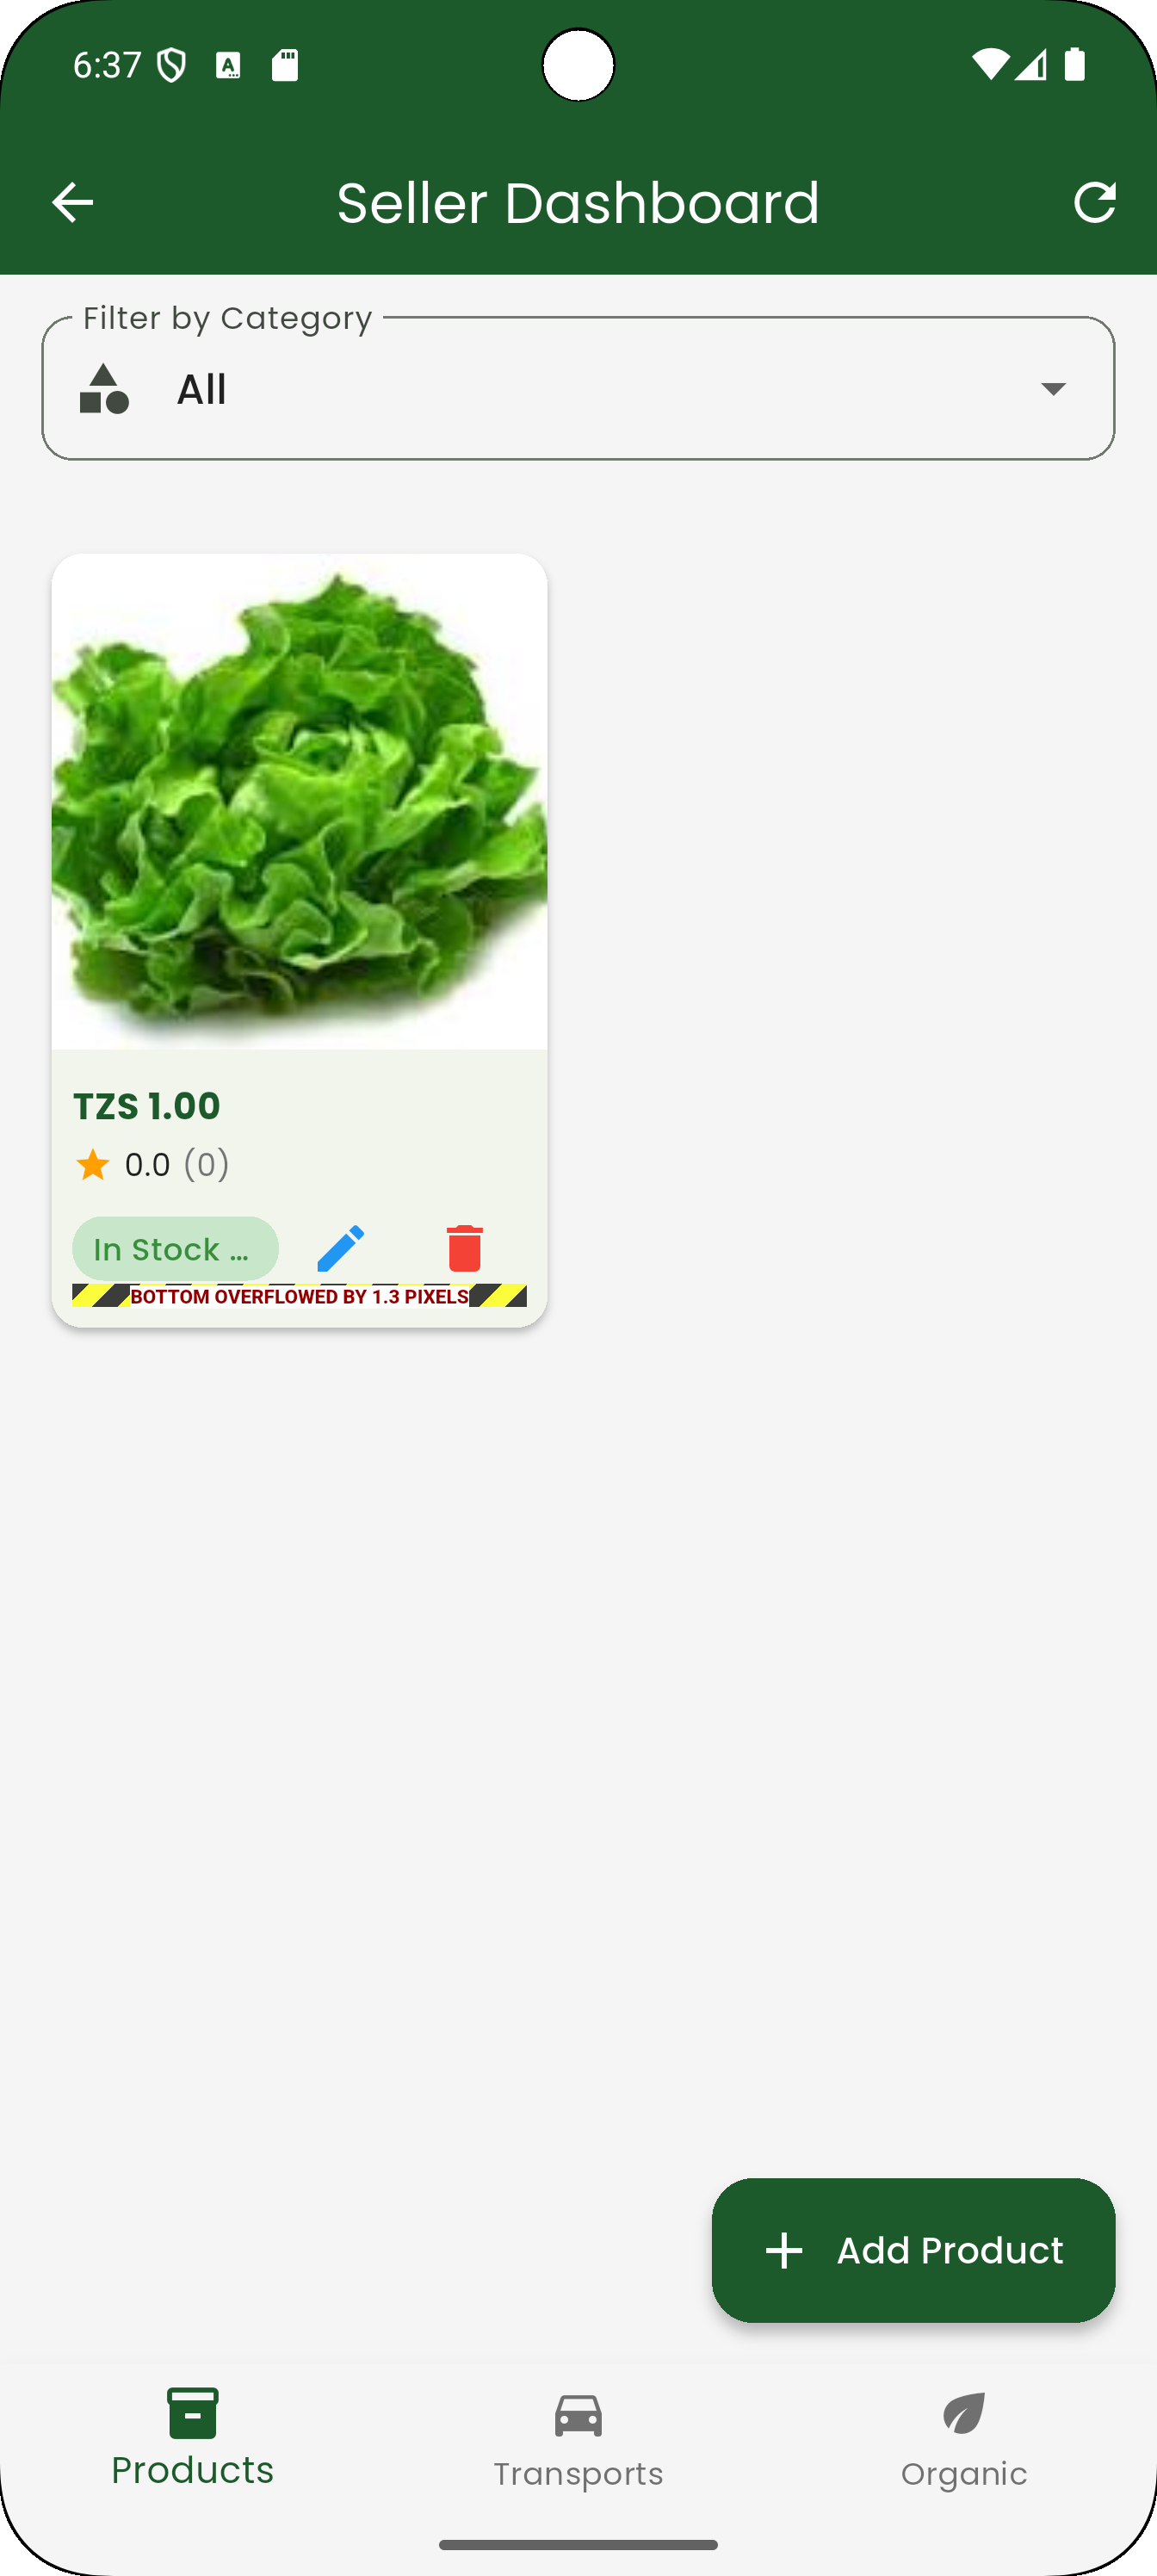 6:37
Seller Dashboard
Filter by Category
All
TZS 1.00
0.0 (0)
In Stock ...
BOTTOM OVERFLOWED BY 1.3 PIXELS
+ Add Product
Products
Transports
Organic